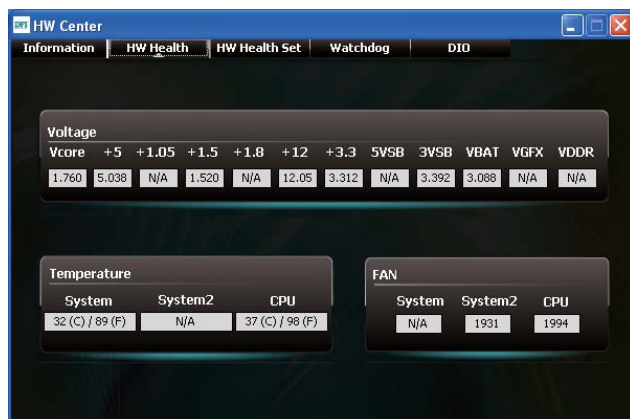 DFI HW Center
Information HW Health HW Health Set Watchdog DIO
Voltage
Vcore +5 +1.05 +1.5 +1.8 +12 +3.3 5VSB 3VSB VBAT VGFX VDDR
1.760 5.038 N/A 1.520 N/A 12.05 3.312 N/A 3.392 3.088 N/A N/A
Temperature
System System2 CPU
32 (C) / 89 (F) N/A 37 (C) / 98 (F)
FAN
System System2 CPU
N/A 1931 1994